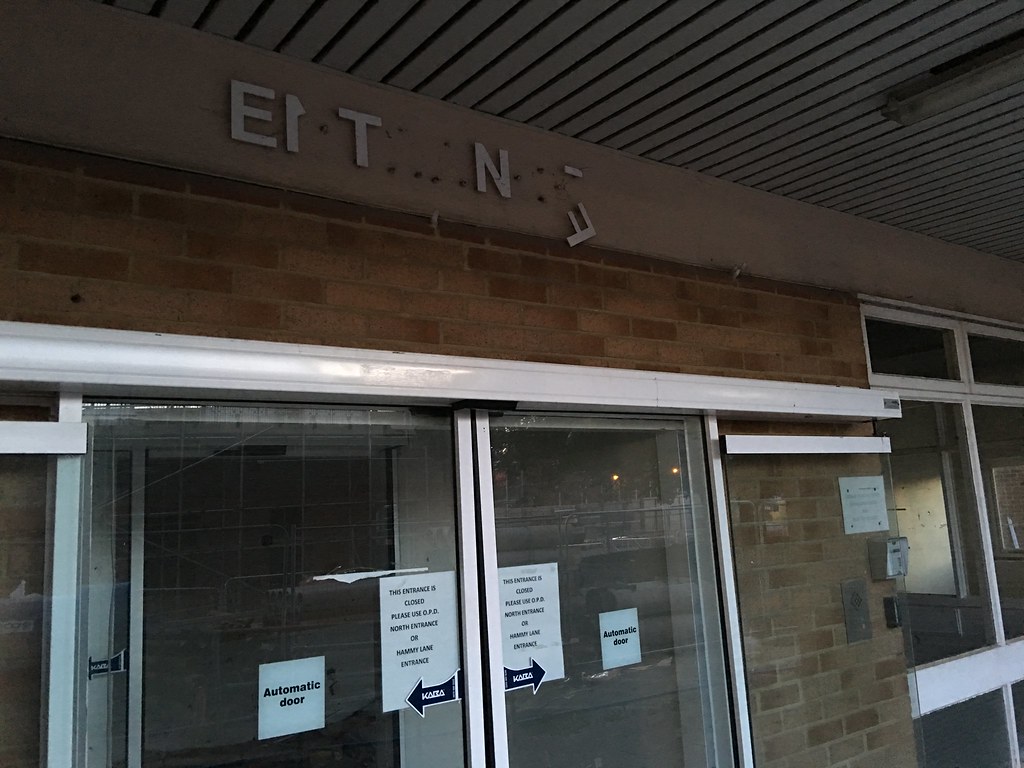 E T N E
THIS ENTRANCE IS
CLOSED
PLEASE USE O.P.D.
NORTH ENTRANCE
OR
HAMMY LANE
ENTRANCE
KABA
Automatic
door
THIS ENTRANCE IS
CLOSED
PLEASE USE O.P.D.
NORTH ENTRANCE
OR
HAMMY LANE
ENTRANCE
KABA
Automatic
door
KABA